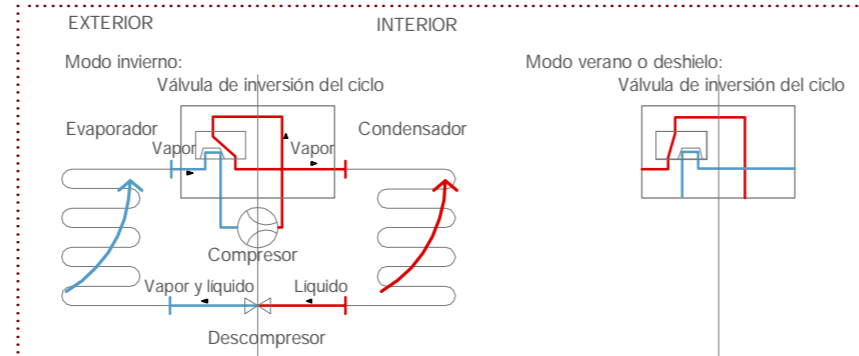 EXTERIOR
INTERIOR
Modo invierno:
Válvula de inversión del ciclo
Evaporador
Condensador
Vapor
Vapor
Compresor
Vapor y líquido
Líquido
Descompresor
Modo verano o deshielo:
Válvula de inversión del ciclo